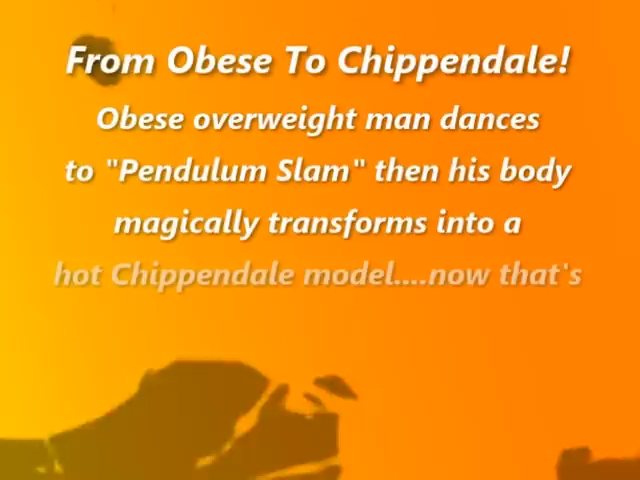 From Obese To Chippendale!
Obese overweight man dances
to "Pendulum Slam" then his body
magically transforms into a
hot Chippendale model....now that's